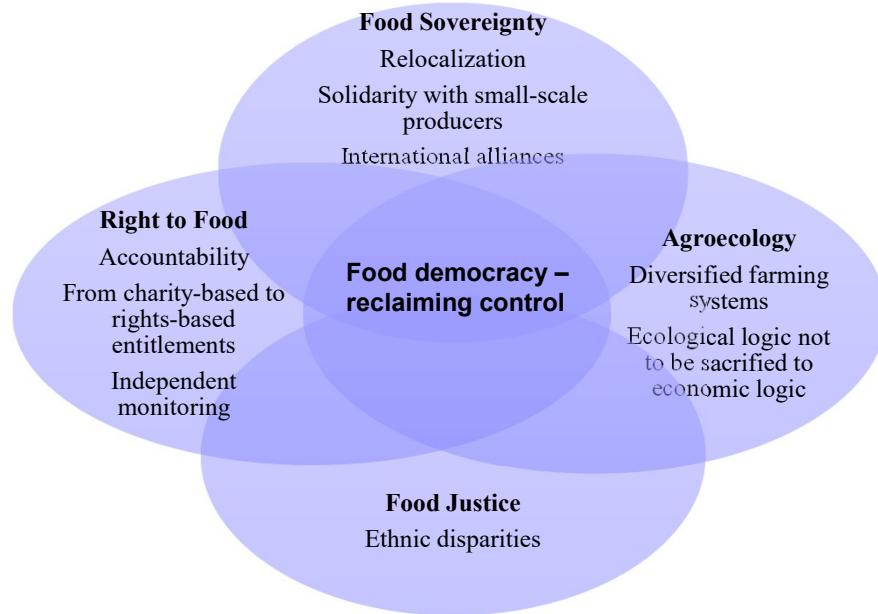 Food Sovereignty
Relocalization
Solidarity with small-scale
producers
International alliances
Right to Food
Accountability
From charity-based to
rights-based
entitlements
Independent
monitoring
Food democracy –
reclaiming control
Agroecology
Diversified farming
systems
Ecological logic not
to be sacrified to
economic logic
Food Justice
Ethnic disparities